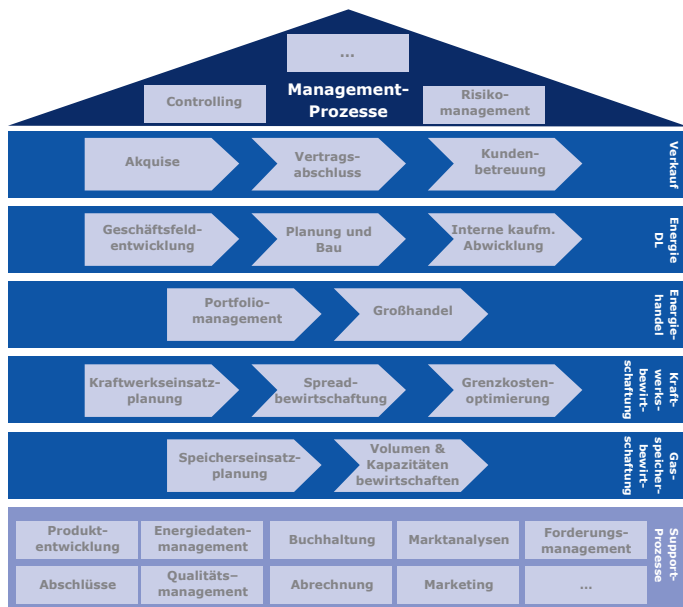 ...
Management-
Prozesse
Controlling
Risiko-
management
Akquise
Vertrags-
abschluss
Kunden-
betreuung
Verkauf
Geschäftsfeld-
entwicklung
Planung und
Bau
Interne kaufm.
Abwicklung
Energie
DL
Portfolio-
management
Großhandel
Energie-
handel
Kraftwerkseinsatz-
planung
Spread-
bewirtschaftung
Grenzkosten-
optimierung
Kraft-
werks-
bewirt-
schaftung
Speicherseinsatz-
planung
Volumen &
Kapazitäten
bewirtschaften
Gas-
speicher-
bewirt-
schaftung
Produkt-
entwicklung
Energiedaten-
management
Buchhaltung
Marktanalysen
Forderungs-
management
Abschlüsse
Qualitäts–
management
Abrechnung
Marketing
...
Support-
Prozesse